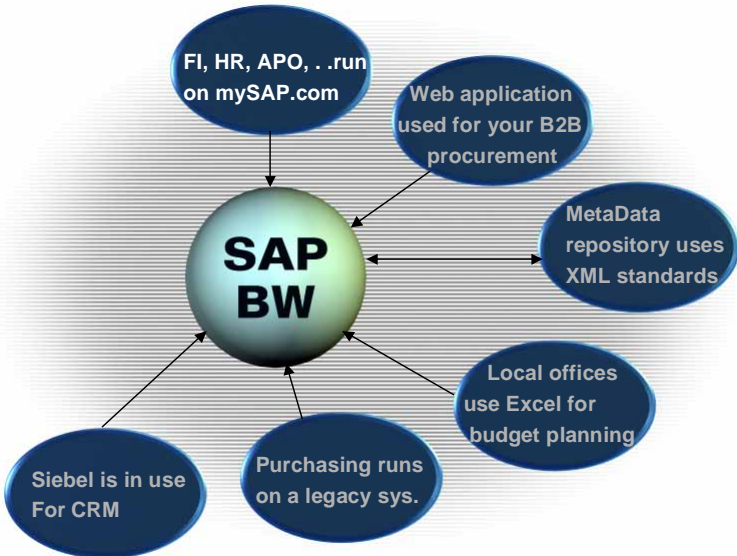 FI, HR, APO, . .run
on mySAP.com
Web application
used for your B2B
procurement
SAP
BW
MetaData
repository uses
XML standards
Local offices
use Excel for
budget planning
Purchasing runs
on a legacy sys.
Siebel is in use
For CRM